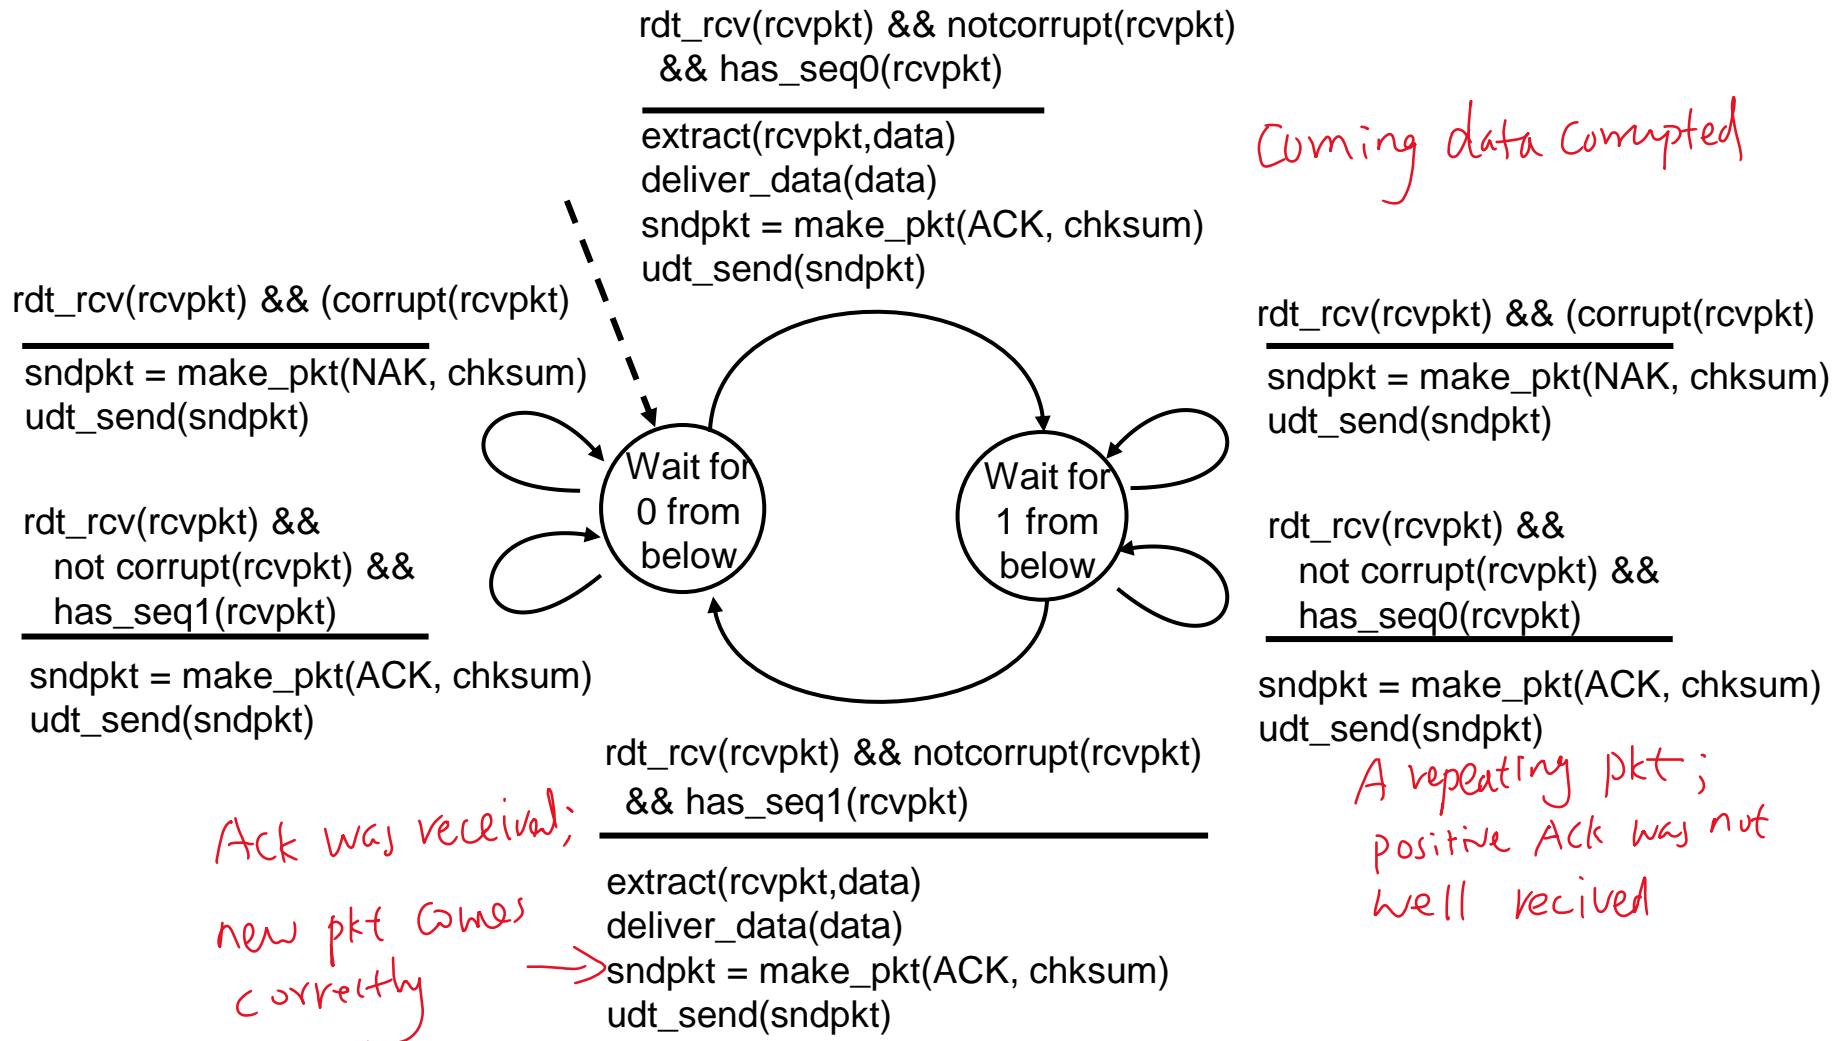 rdt_rcv(rcvpkt) && notcorrupt(rcvpkt)
&& has_seq0(rcvpkt)
extract(rcvpkt,data)
deliver_data(data)
sndpkt = make_pkt(ACK, chksum)
udt_send(sndpkt)
Coming data corrupted
rdt_rcv(rcvpkt) && (corrupt(rcvpkt)
sndpkt = make_pkt(NAK, chksum)
udt_send(sndpkt)
rdt_rcv(rcvpkt) &&
not corrupt(rcvpkt) &&
has_seq1(rcvpkt)
sndpkt = make_pkt(ACK, chksum)
udt_send(sndpkt)
Wait for
0 from
below
Wait for
1 from
below
rdt_rcv(rcvpkt) && (corrupt(rcvpkt)
sndpkt = make_pkt(NAK, chksum)
udt_send(sndpkt)
rdt_rcv(rcvpkt) &&
not corrupt(rcvpkt) &&
has_seq0(rcvpkt)
sndpkt = make_pkt(ACK, chksum)
udt_send(sndpkt)
A repeating pkt;
positive Ack was not
well recived
rdt_rcv(rcvpkt) && notcorrupt(rcvpkt)
&& has_seq1(rcvpkt)
extract(rcvpkt,data)
deliver_data(data)
sndpkt = make_pkt(ACK, chksum)
udt_send(sndpkt)
Ack was received;
new pkt comes
correctly